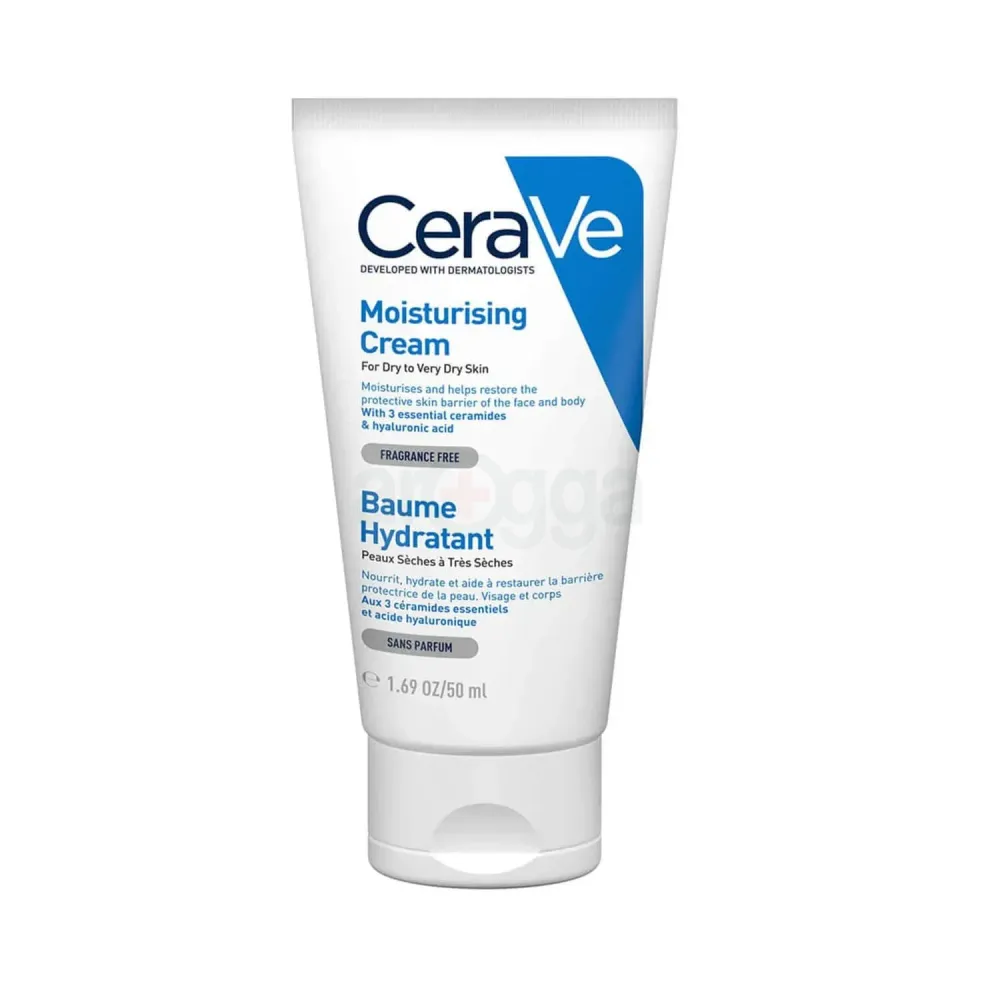 CeraVe
DEVELOPED WITH DERMATOLOGISTS
Moisturising
Cream
For Dry to Very Dry Skin
Moisturises and helps restore the
protective skin barrier of the face and body
With 3 essential ceramides
& hyaluronic acid
FRAGRANCE FREE
arogga
Baume
Hydratant
Peaux Sèches à Très Sèches
Nourrit, hydrate et aide à restaurer la barrière
protectrice de la peau. Visage et corps
Aux 3 céramides essentiels
et acide hyaluronique
SANS PARFUM
℮ 1.69 OZ/50 ml